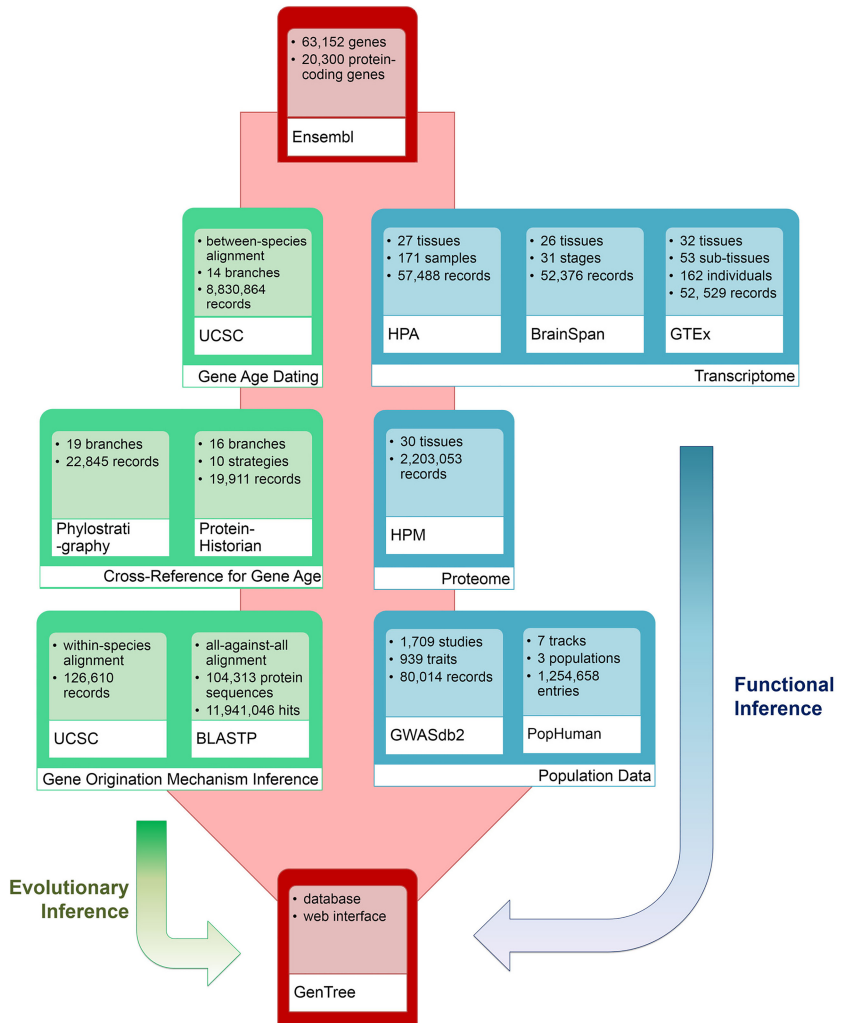 • 63,152 genes
• 20,300 protein-
coding genes
Ensembl
• between-species
alignment
• 14 branches
• 8,830,864
records
UCSC
Gene Age Dating
• 27 tissues
• 171 samples
• 57,488 records
HPA
• 26 tissues
• 31 stages
• 52,376 records
BrainSpan
• 32 tissues
• 53 sub-tissues
• 162 individuals
• 52, 529 records
GTEx
Transcriptome
• 19 branches
• 22,845 records
Phylostrati
-graphy
• 16 branches
• 10 strategies
• 19,911 records
Protein-
Historian
Cross-Reference for Gene Age
• 30 tissues
• 2,203,053
records
HPM
Proteome
• within-species
alignment
• 126,610
records
UCSC
• all-against-all
alignment
• 104,313 protein
sequences
• 11,941,046 hits
BLASTP
Gene Origination Mechanism Inference
• 1,709 studies
• 939 traits
• 80,014 records
GWASdb2
• 7 tracks
• 3 populations
• 1,254,658
entries
PopHuman
Population Data
Functional
Inference
Evolutionary
Inference
• database
• web interface
GenTree